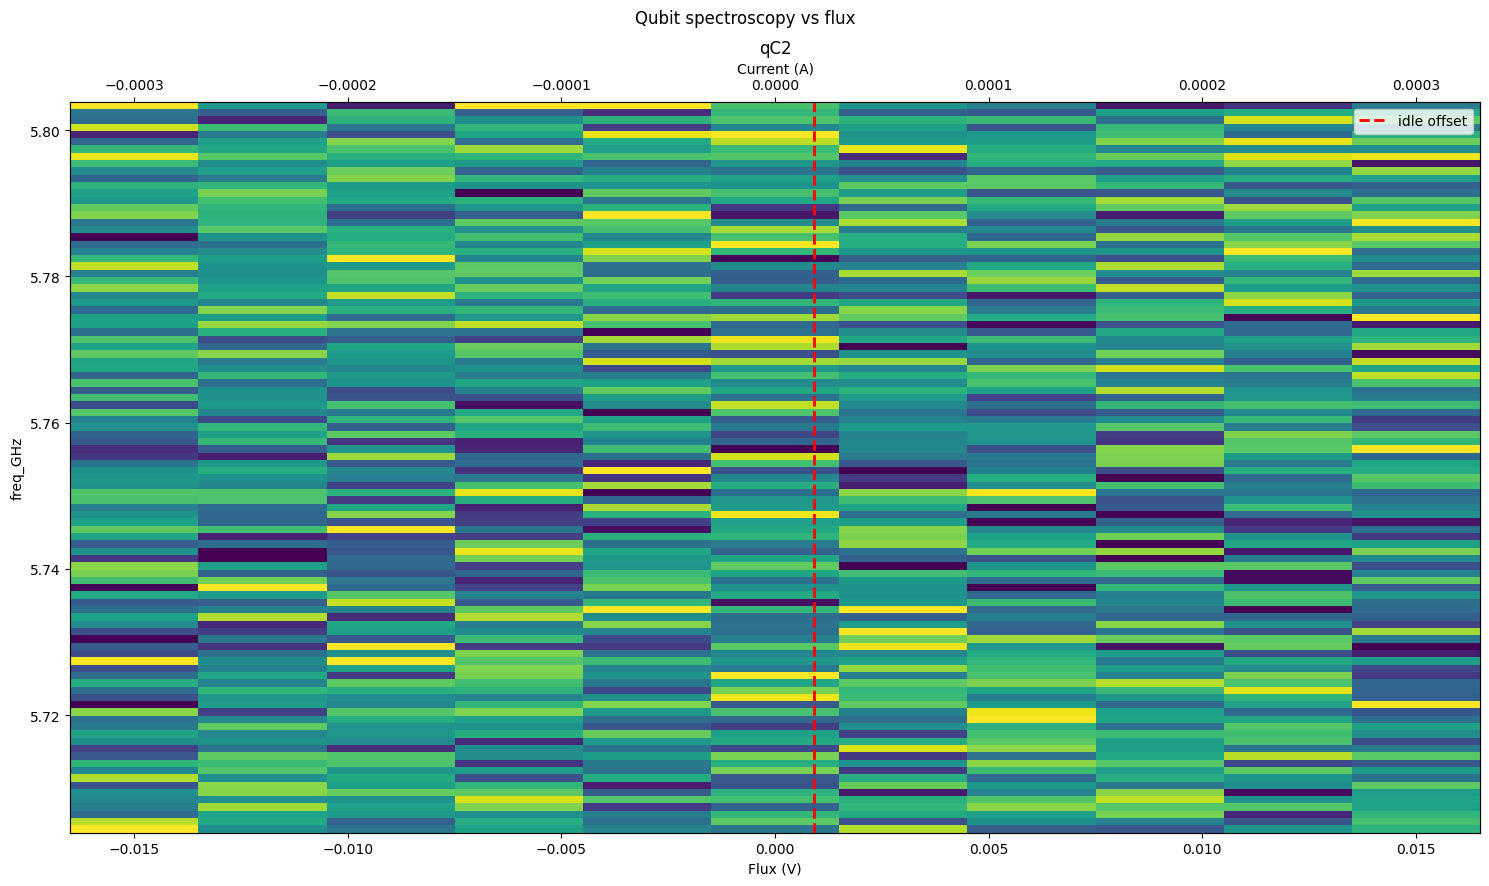 Qubit spectroscopy vs flux
qC2
Current (A)
−0.0003 −0.0002 −0.0001 0.0000 0.0001 0.0002 0.0003
idle offset
5.80
5.78
5.76
5.74
5.72
freq_GHz
−0.015 −0.010 −0.005 0.000 0.005 0.010 0.015
Flux (V)